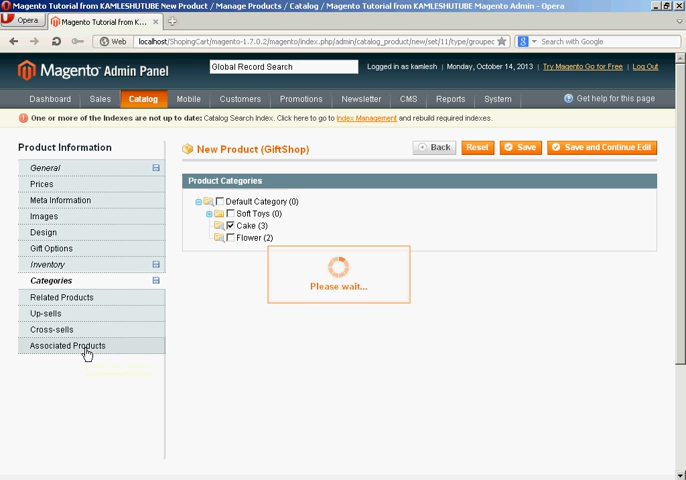 Magento Tutorial from KAMLESHUTUBE New Product / Manage Products / Catalog / Magento Tutorial from KAMLESHUTUBE Magento Admin - Opera
Opera
Magento Tutorial from K...
Web
localhost/ShopingCart/magento-1.7.0.2/magento/index.php/admin/catalog_product/new/set/11/type/grouped
Search with Google
Magento Admin Panel
Global Record Search
Logged in as kamlesh
Monday, October 14, 2013
Try Magento Go for Free
Log Out
Dashboard
Sales
Catalog
Mobile
Customers
Promotions
Newsletter
CMS
Reports
System
Get help for this page
One or more of the Indexes are not up to date: Catalog Search Index. Click here to go to Index Management and rebuild required indexes.
Product Information
General
Prices
Meta Information
Images
Design
Gift Options
Inventory
Categories
Related Products
Up-sells
Cross-sells
Associated Products
New Product (GiftShop)
Back
Reset
Save
Save and Continue Edit
Product Categories
Default Category (0)
Soft Toys (0)
Cake (3)
Flower (2)
Please wait...